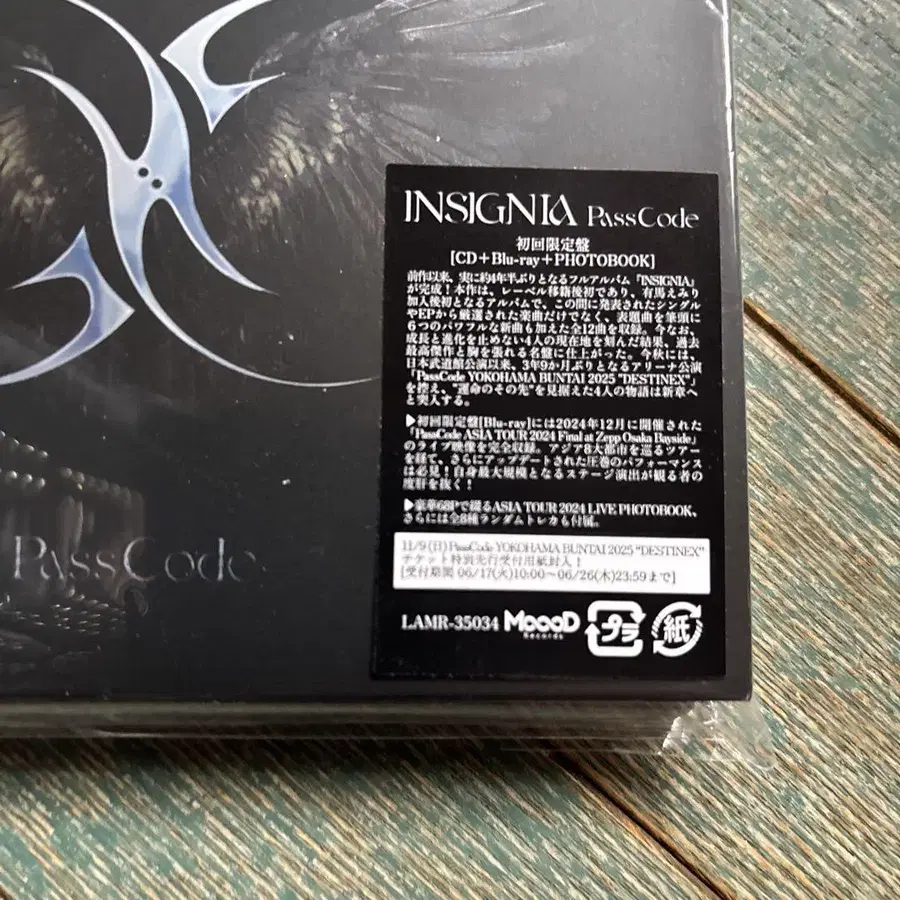 INSIGNIA PassCode
初回限定盤
[CD+Blu-ray+PHOTOBOOK]
前作以来、実に約4年半ぶりとなるフルアルバム「INSIGNIA」
が完成！本作は、レーベル移籍後初であり、有馬えみり
加入後初となるアルバムで、この間に発表されたシングル
やEPから厳選された楽曲だけでなく、表題曲を筆頭に
6つのパワフルな新曲も加えた全12曲を収録。今なお、
成長と進化を止めない4人の現在地を刻んだ結果、過去
最高傑作と胸を張れる名盤に仕上がった。今秋には、
日本武道館公演以来、3年9か月ぶりとなるアリーナ公演
「PassCode YOKOHAMA BUNTAI 2025 "DESTINEX"」
を控え、"運命のその先"を見据えた4人の物語は新章へ
と突入する。
▶初回限定盤[Blu-ray]には2024年12月に開催された
「PassCode ASIA TOUR 2024 Final at Zepp Osaka Bayside」
のライブ映像を完全収録。アジア8大都市を巡るツアー
を経て、さらにアップデートされた圧巻のパフォーマンス
は必見！自身最大規模となるステージ演出が観る者の
度肝を抜く！
▶豪華68Pで綴るASIA TOUR 2024 LIVE PHOTOBOOK、
さらには全8種ランダムトレカも付属。
11/9(日)PassCode YOKOHAMA BUNTAI 2025 "DESTINEX"
チケット特別先行受付用紙封入！
[受付期間 06/17(火)10:00～06/26(木)23:59まで]
PassCode
LAMR-35034 MoooD Records プラ 紙